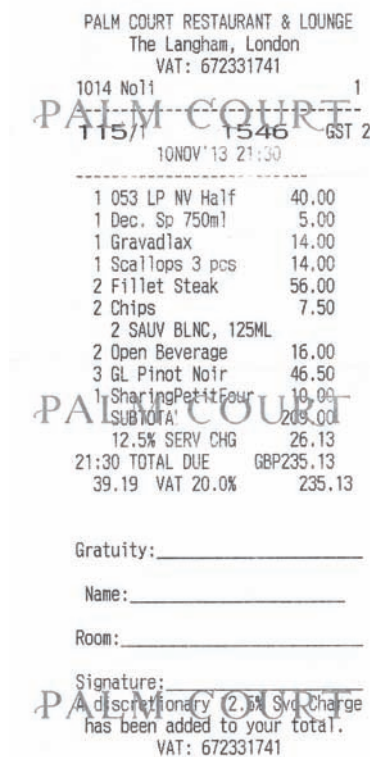 PALM COURT RESTAURANT & LOUNGE
The Langham, London
VAT: 672331741
1014 Noli 1
PALM COURT
115/1 1546 GST 2
10NOV'13 21:30
1 053 LP NV Half 40.00
1 Dec. Sp 750ml 5.00
1 Gravadlax 14.00
1 Scallops 3 pcs 14.00
2 Fillet Steak 56.00
2 Chips 7.50
2 SAUV BLNC, 125ML
2 Open Beverage 16.00
3 GL Pinot Noir 46.50
1 SharingPetitFour 10.00
PALM COURT
SUBTOTA' 209.00
12.5% SERV CHG 26.13
21:30 TOTAL DUE GBP235.13
39.19 VAT 20.0% 235.13
Gratuity:
Name:
Room:
Signature:
PALM COURT
A discretionary 12.5% Svc Charge
has been added to your total.
VAT: 672331741